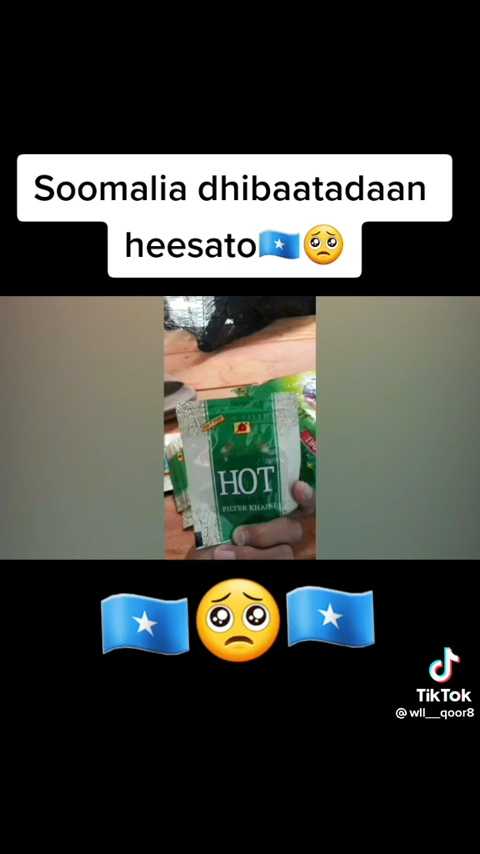 Soomalia dhibaatadaan
heesato🇸🇴🥺
HOT
FILTER KHAINI
TikTok
@wll__qoor8